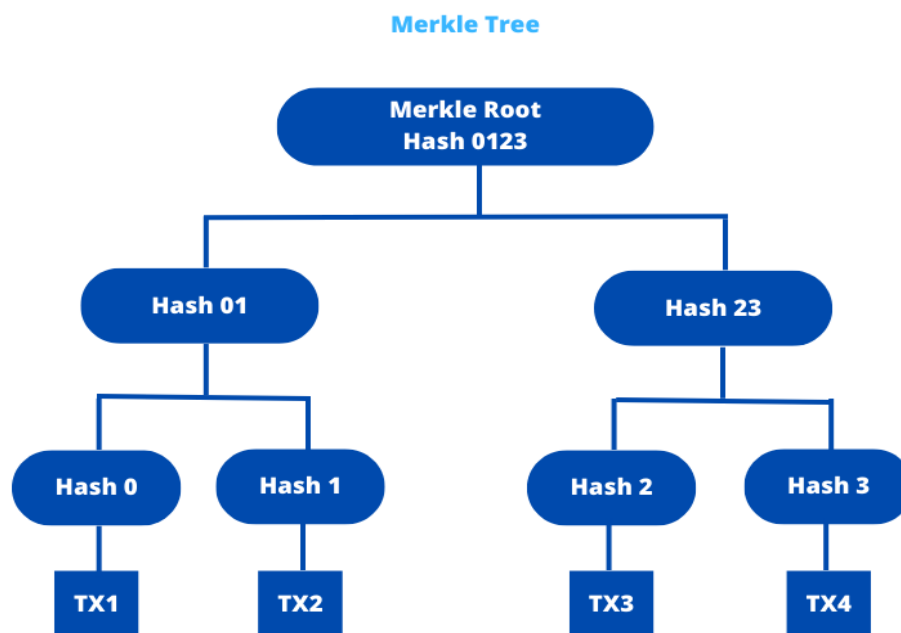 Merkle Tree
Merkle Root
Hash 0123
Hash 01
Hash 23
Hash 0
Hash 1
Hash 2
Hash 3
TX1
TX2
TX3
TX4